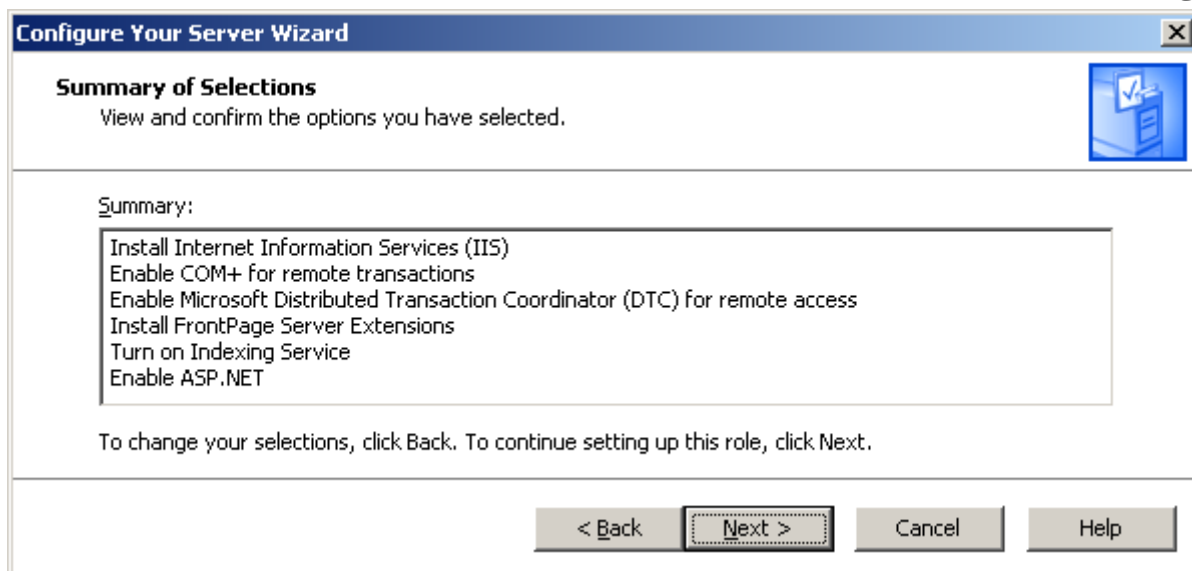 Configure Your Server Wizard
Summary of Selections
View and confirm the options you have selected.
Summary:
Install Internet Information Services (IIS)
Enable COM+ for remote transactions
Enable Microsoft Distributed Transaction Coordinator (DTC) for remote access
Install FrontPage Server Extensions
Turn on Indexing Service
Enable ASP.NET
To change your selections, click Back. To continue setting up this role, click Next.
< Back Next > Cancel Help